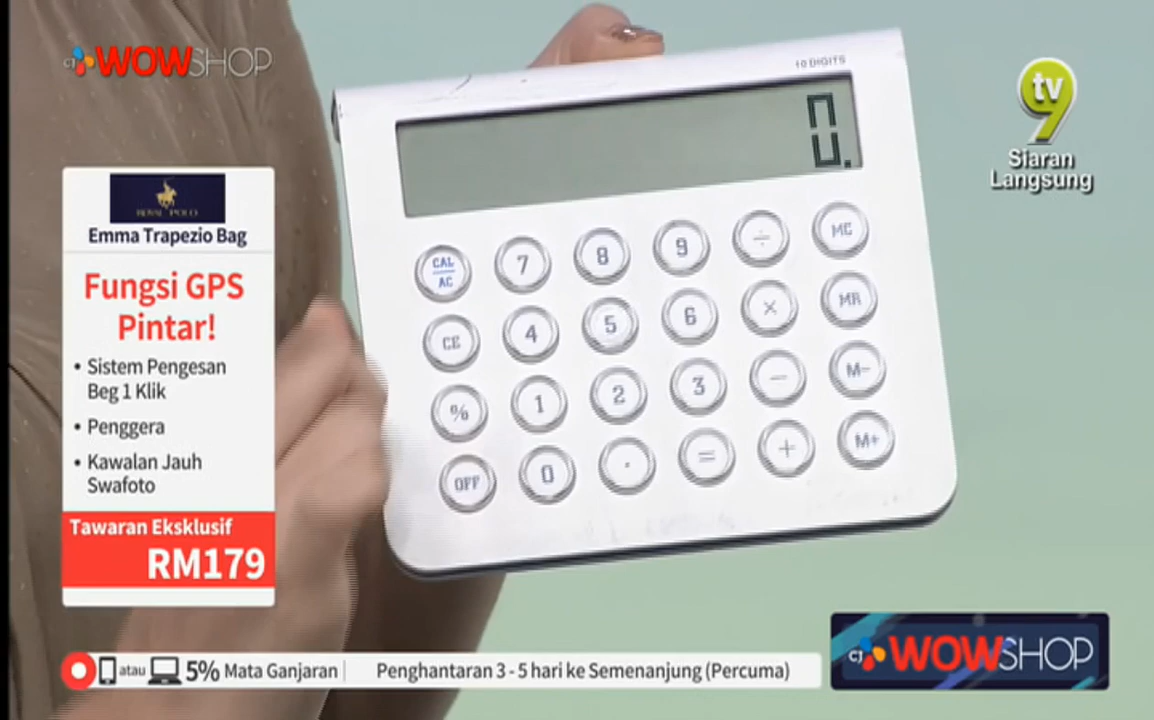 CJ WOWSHOP
10 DIGITS
0.
tv
9
Siaran
Langsung
ROYAL POLO
Emma Trapezio Bag
Fungsi GPS
Pintar!
• Sistem Pengesan
Beg 1 Klik
• Penggera
• Kawalan Jauh
Swafoto
Tawaran Eksklusif
RM179
CAL
AC
7 8 9 ÷ MC
CE 4 5 6 × MR
% 1 2 3 − M−
OFF 0 . = + M+
atau 5% Mata Ganjaran
Penghantaran 3 - 5 hari ke Semenanjung (Percuma)
CJ WOWSHOP